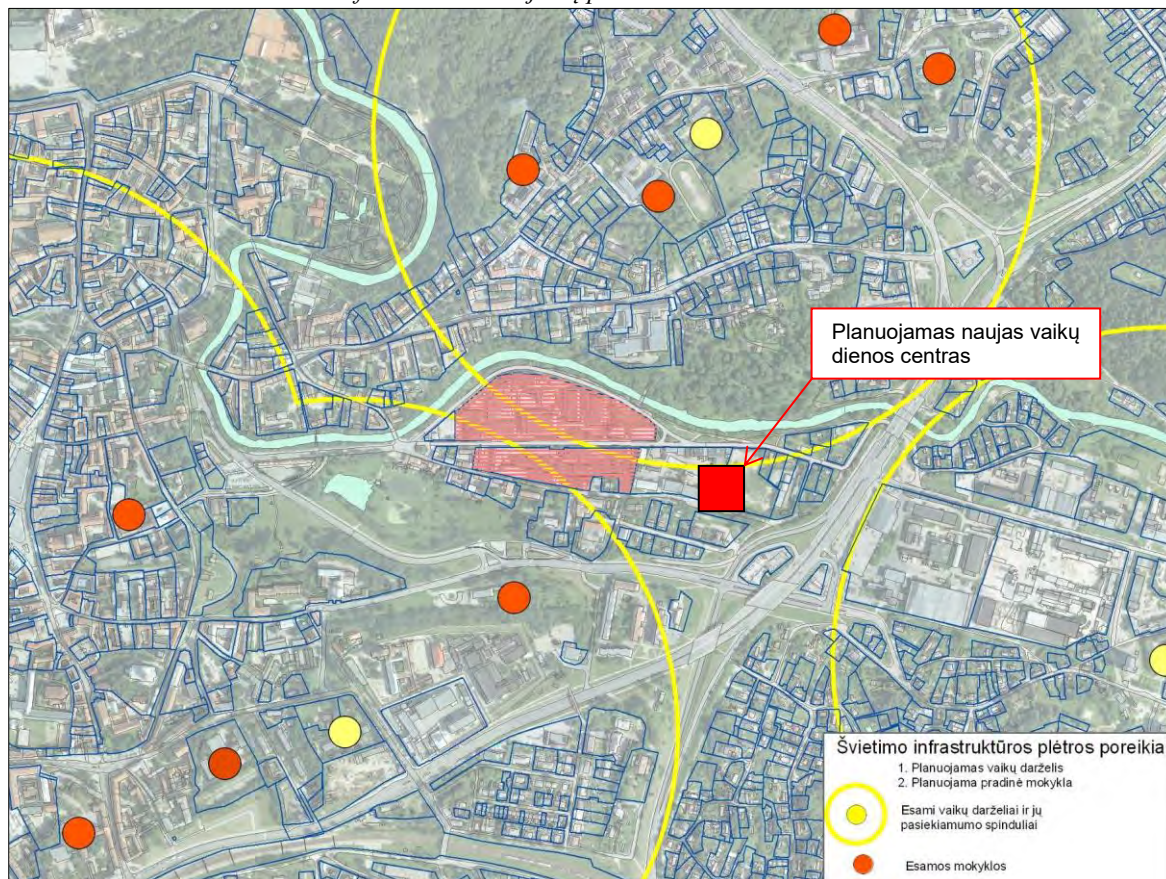 Planuojamas naujas vaikų
dienos centras
Švietimo infrastruktūros plėtros poreikia
1. Planuojamas vaikų darželis
2. Planuojama pradinė mokykla
Esami vaikų darželiai ir jų
pasiekiamumo spinduliai
Esamos mokyklos